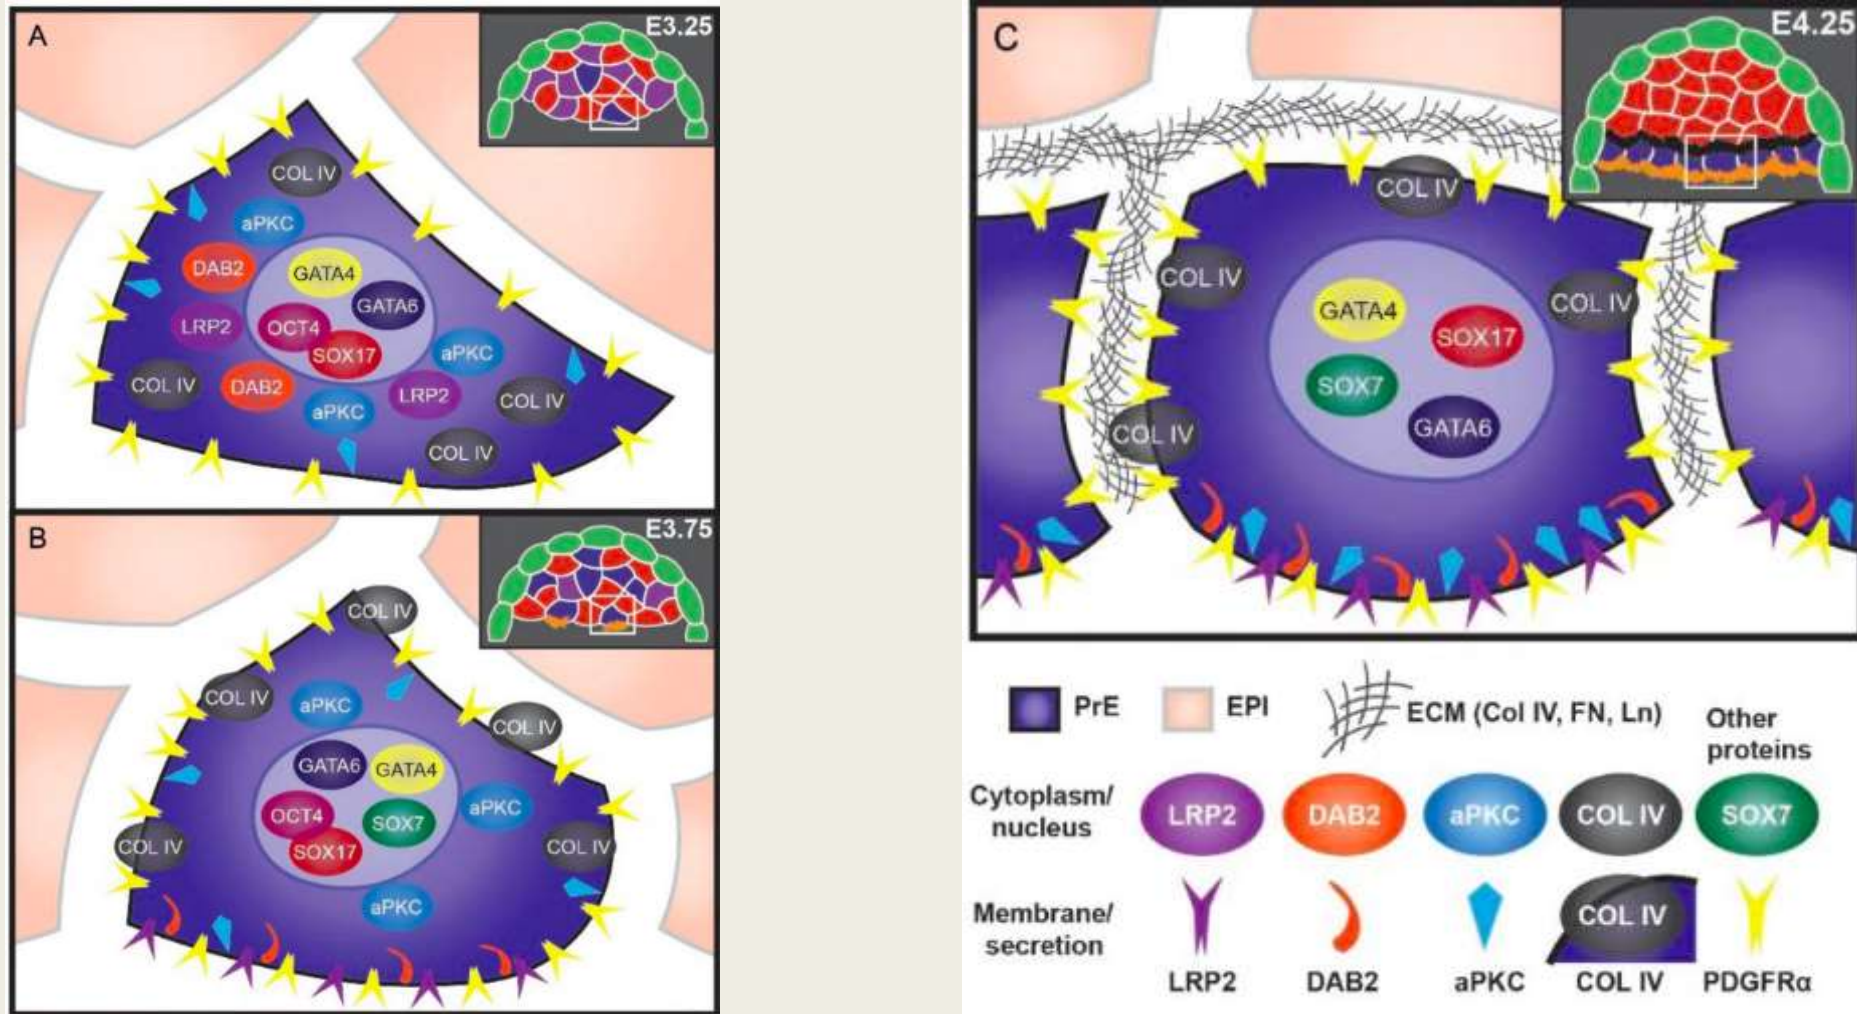 A
E3.25
COL IV
aPKC
DAB2
GATA4
GATA6
LRP2
OCT4
SOX17
aPKC
COL IV
DAB2
LRP2
COL IV
aPKC
COL IV
B
E3.75
COL IV
COL IV
aPKC
COL IV
GATA6
GATA4
OCT4
SOX7
aPKC
SOX17
COL IV
COL IV
aPKC
C
E4.25
COL IV
COL IV
COL IV
GATA4
SOX17
SOX7
GATA6
COL IV
PrE
EPI
ECM (Col IV, FN, Ln)
Other
proteins
Cytoplasm/
nucleus
LRP2
DAB2
aPKC
COL IV
SOX7
Membrane/
secretion
COL IV
LRP2
DAB2
aPKC
COL IV
PDGFRα